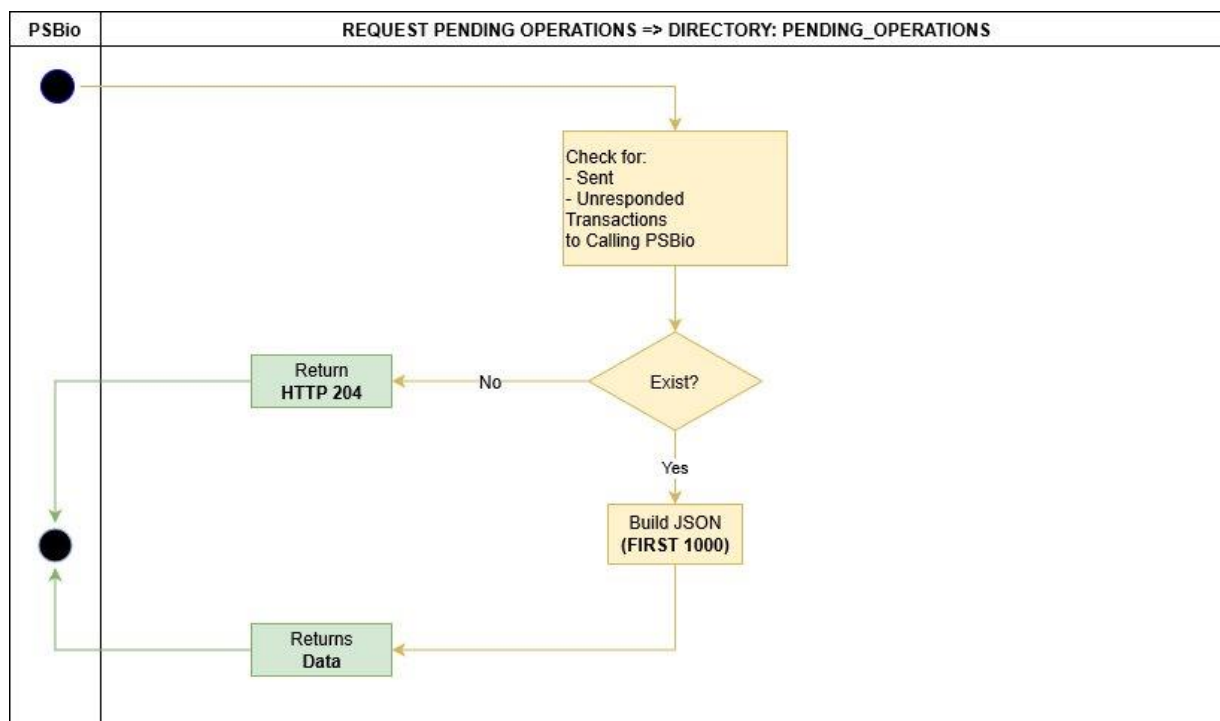 PSBio
REQUEST PENDING OPERATIONS => DIRECTORY: PENDING_OPERATIONS
Check for:
- Sent
- Unresponded
Transactions
to Calling PSBio
Return
HTTP 204
No
Exist?
Yes
Build JSON
(FIRST 1000)
Returns
Data